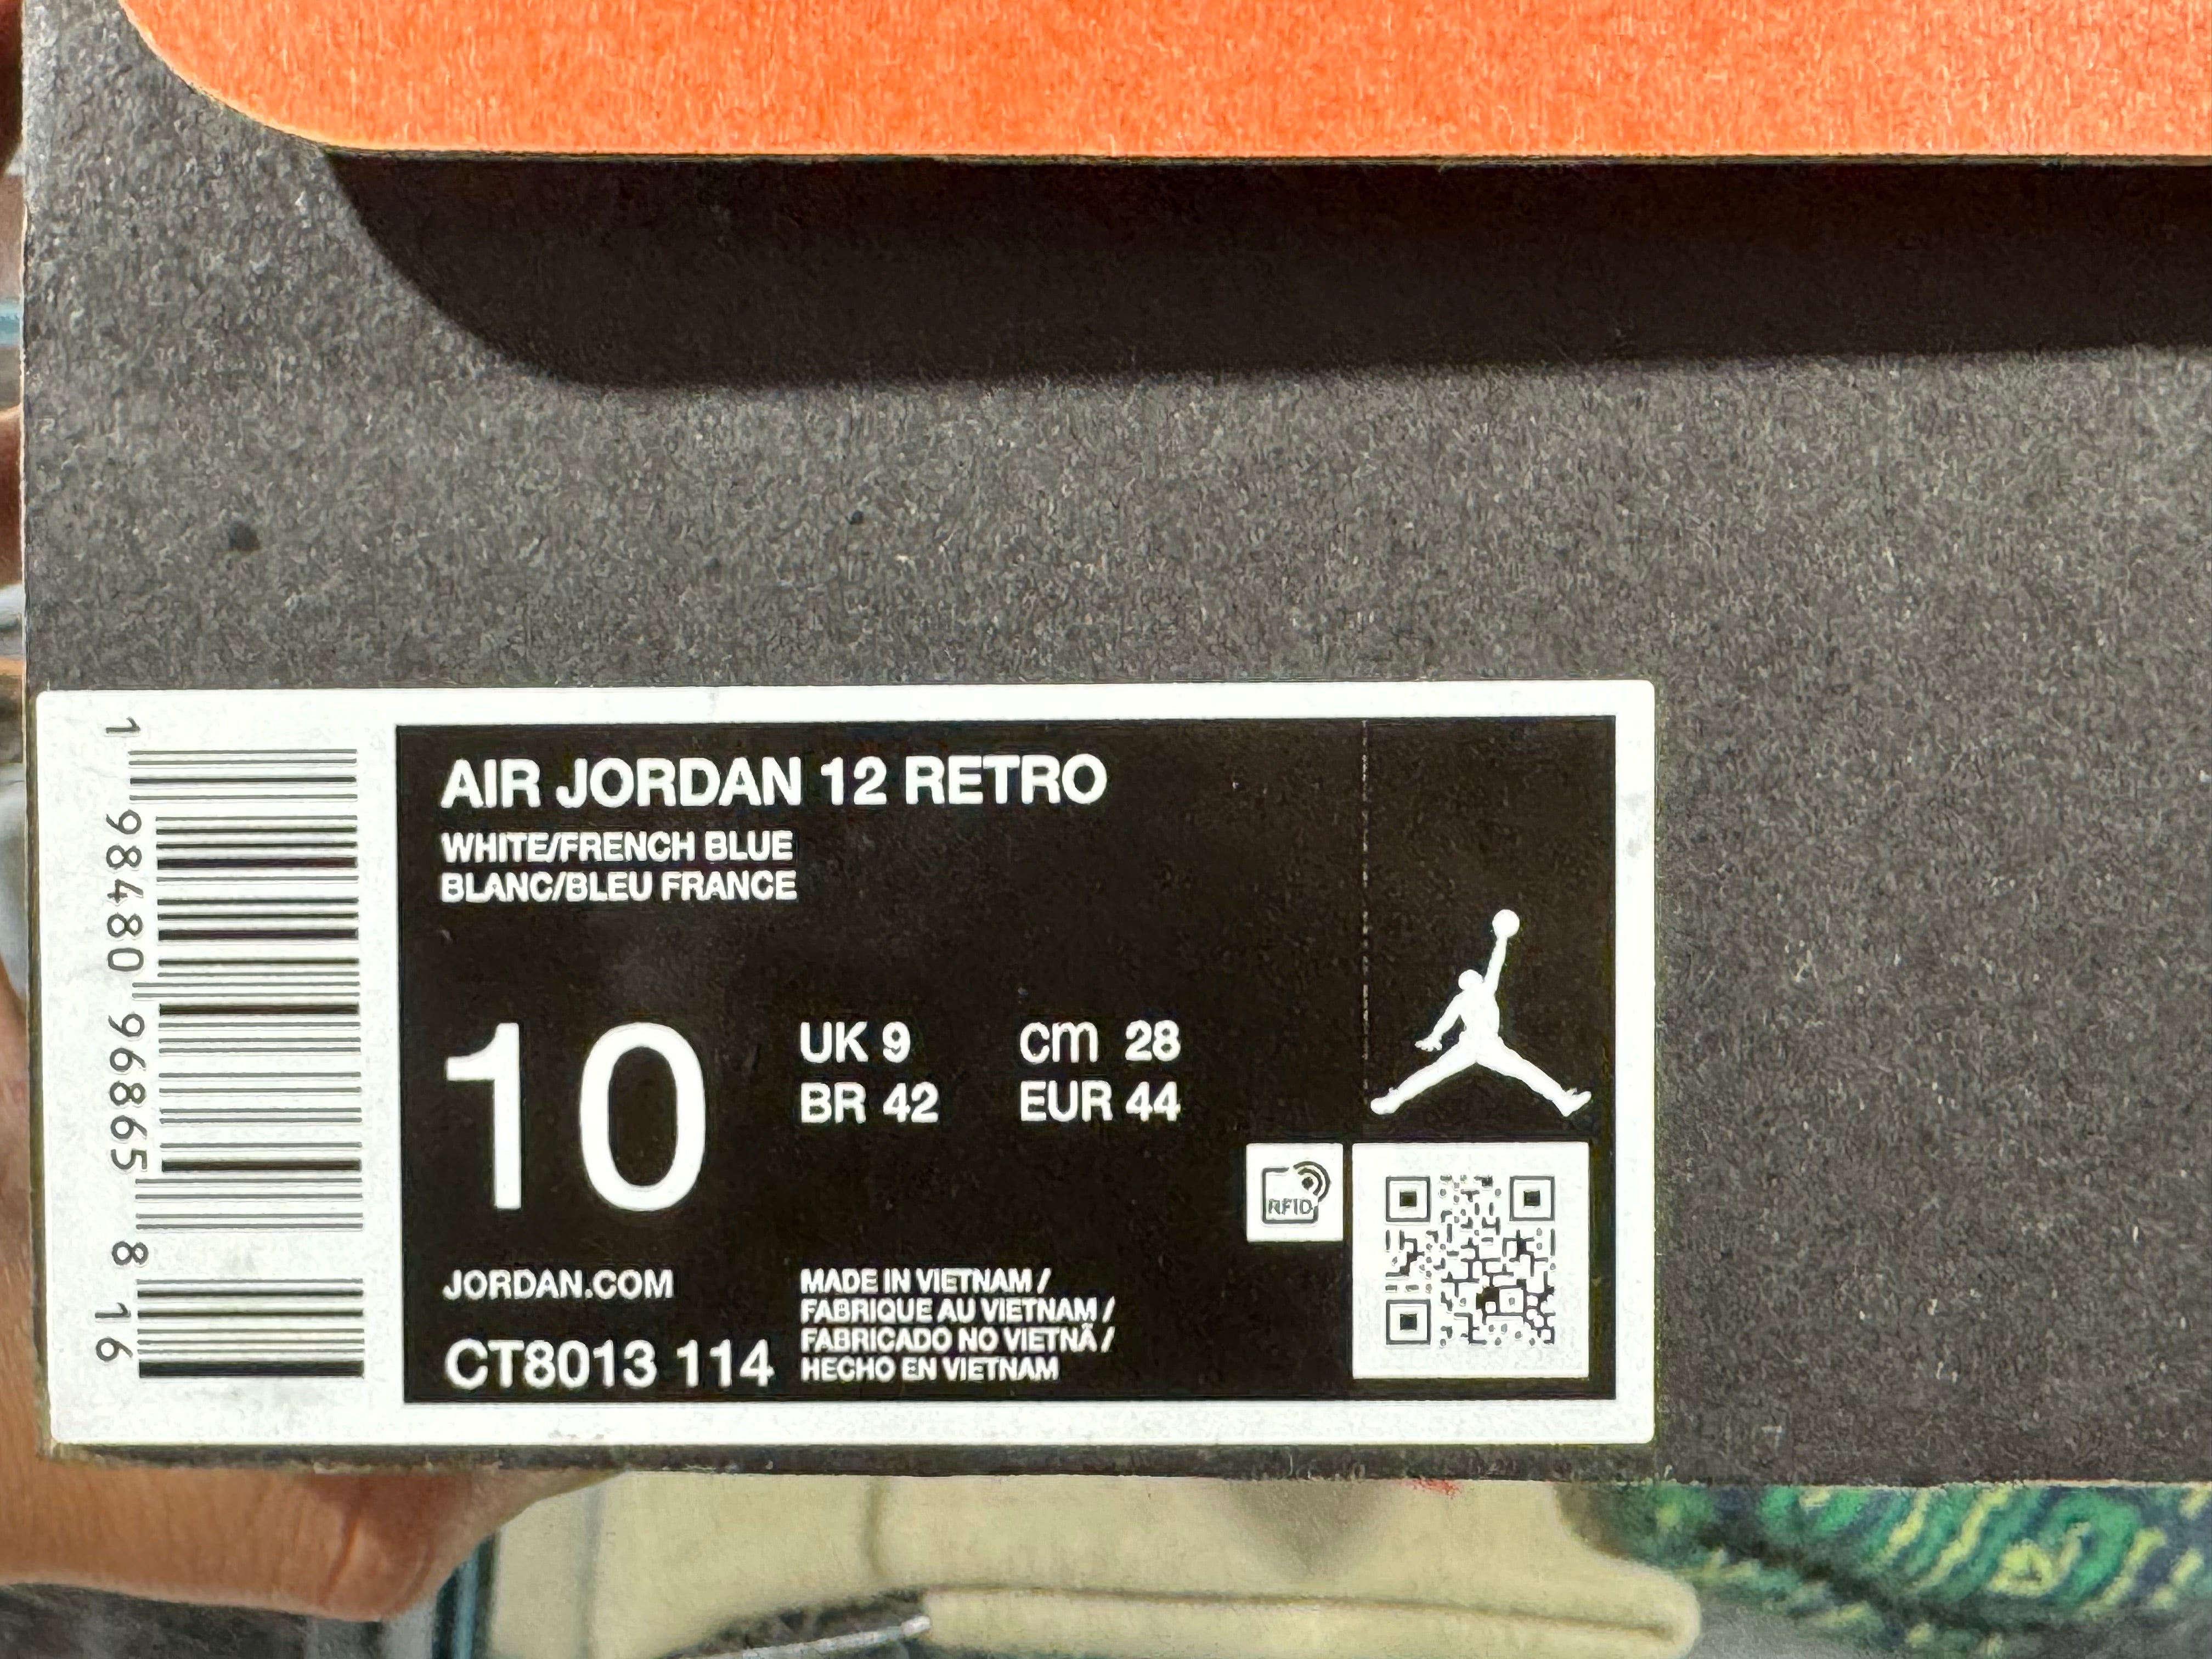 AIR JORDAN 12 RETRO
WHITE/FRENCH BLUE
BLANC/BLEU FRANCE
10
UK 9 cm 28
BR 42 EUR 44
RFID
JORDAN.COM
CT8013 114
MADE IN VIETNAM /
FABRIQUE AU VIETNAM /
FABRICADO NO VIETNÃ /
HECHO EN VIETNAM
1 98480 96865 8 16